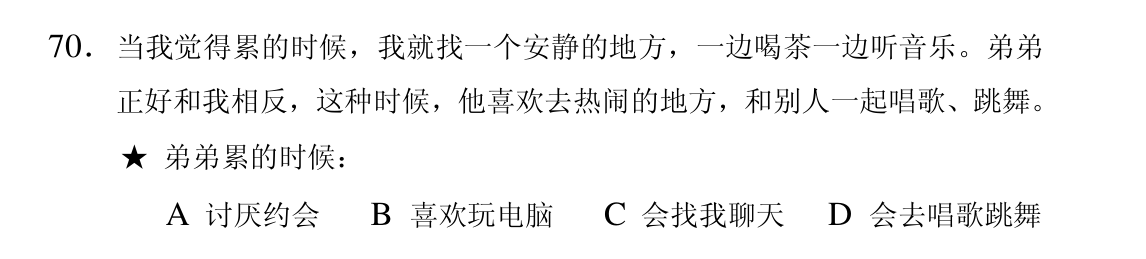 70. 当我觉得累的时候，我就找一个安静的地方，一边喝茶一边听音乐。弟弟
正好和我相反，这种时候，他喜欢去热闹的地方，和别人一起唱歌、跳舞。
★ 弟弟累的时候：
A 讨厌约会 B 喜欢玩电脑 C 会找我聊天 D 会去唱歌跳舞